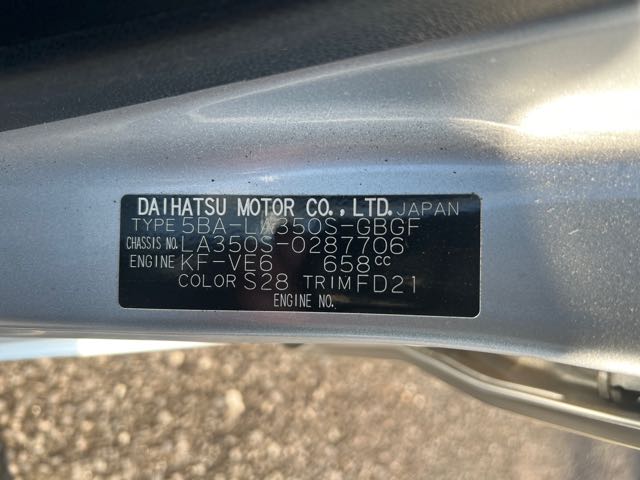 DAIHATSU MOTOR CO.,LTD. JAPAN
TYPE 5BA-LA350S-GBGF
CHASSIS NO. LA350S-0287706
ENGINE KF-VE6 658cc
COLOR S28 TRIM FD21
ENGINE NO.